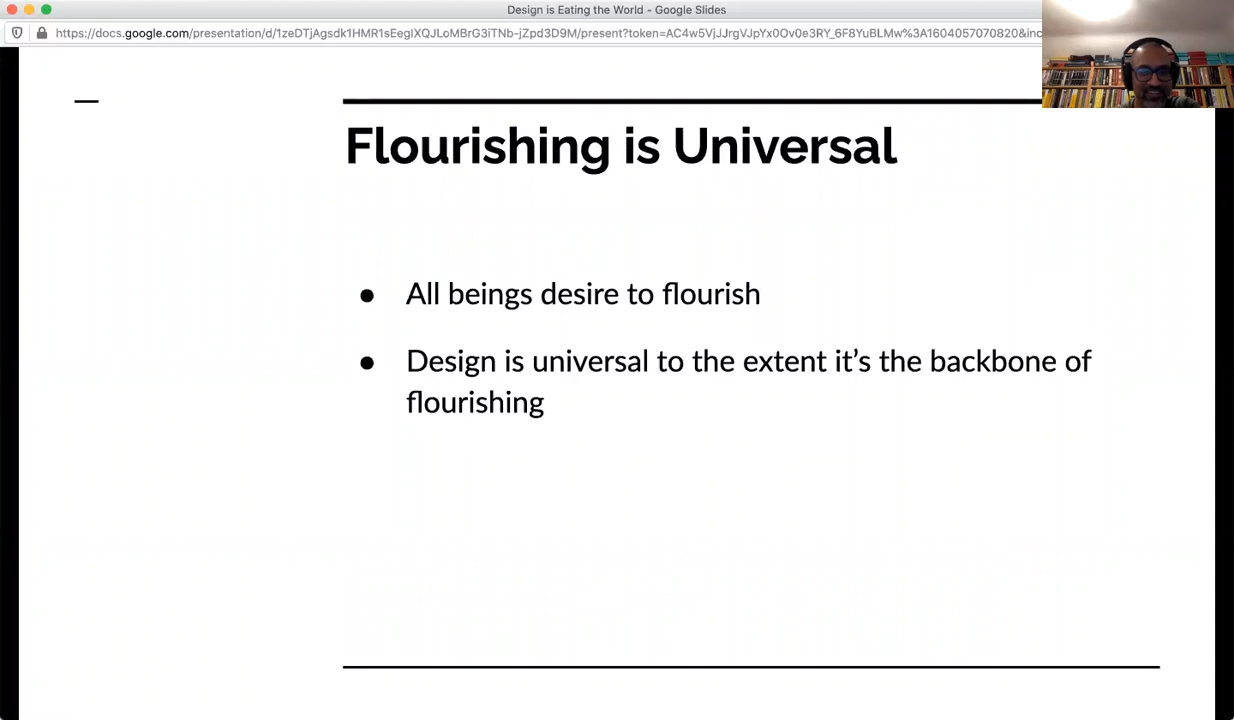 Design is Eating the World - Google Slides
https://docs.google.com/presentation/d/1zeDTjAgsdk1HMR1sEegIXQJLoMBrG3iTNb-jZpd3D9M/present?token=AC4w5VjJJrgVJpYx0Ov0e3RY_6F8YuBLMw%3A1604057070820&inc
Flourishing is Universal
● All beings desire to flourish
● Design is universal to the extent it’s the backbone of
flourishing